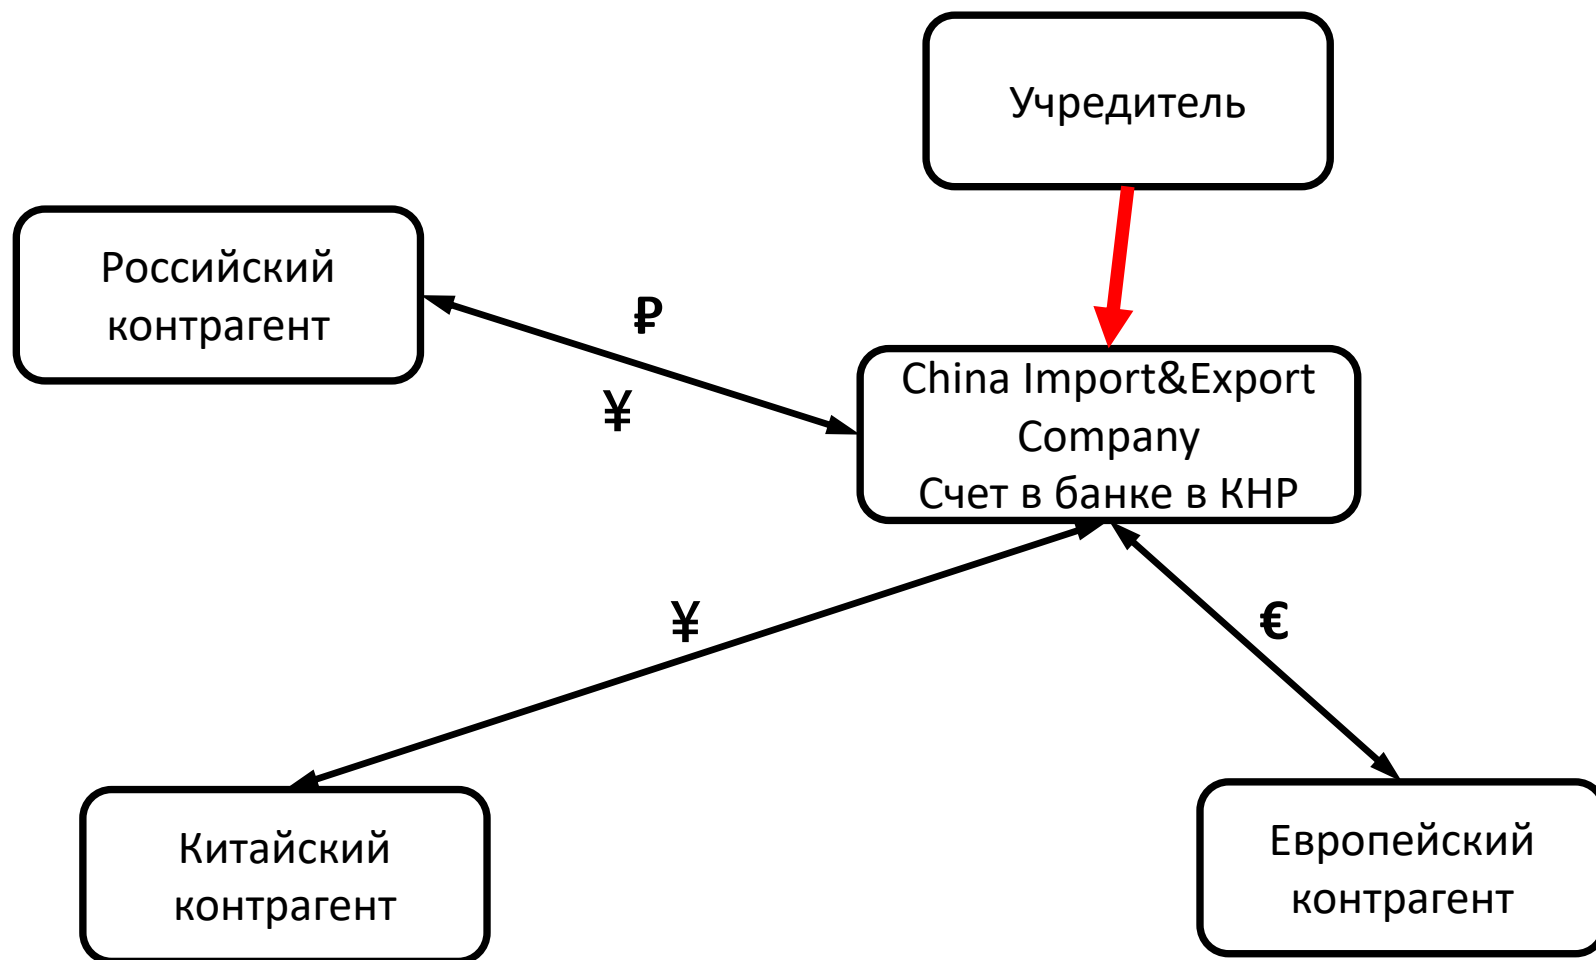 Учредитель
Российский
контрагент
₽
¥
China Import&Export
Company
Счет в банке в КНР
¥
€
Китайский
контрагент
Европейский
контрагент